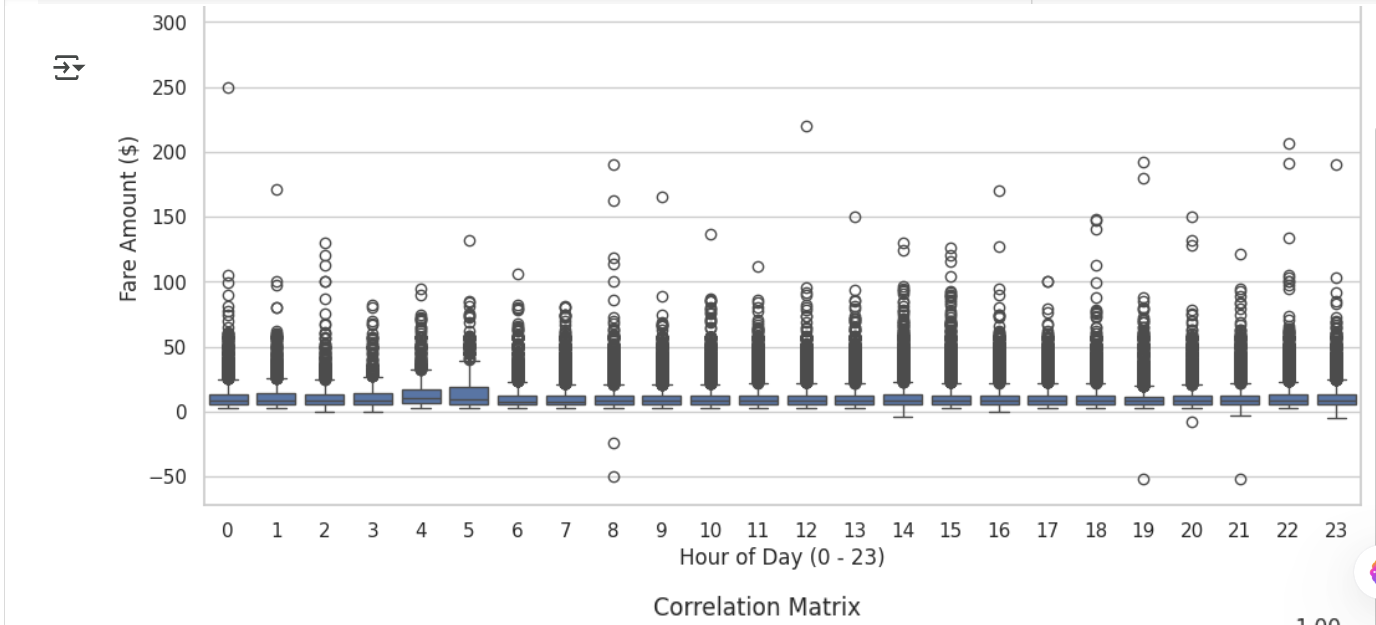 300
250
200
150
100
50
0
−50
Fare Amount ($)
0 1 2 3 4 5 6 7 8 9 10 11 12 13 14 15 16 17 18 19 20 21 22 23
Hour of Day (0 - 23)
Correlation Matrix
1.00